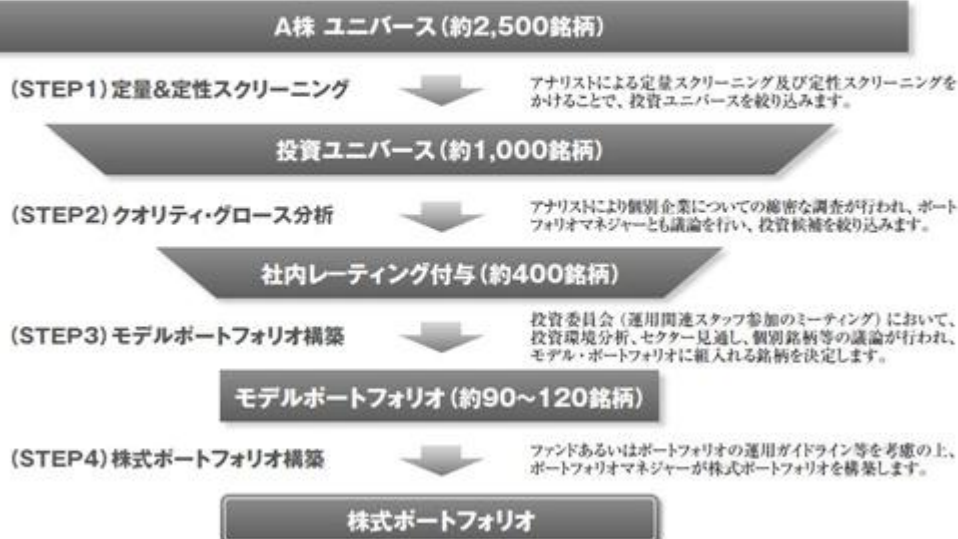 A株 ユニバース（約2,500銘柄）
（STEP1）定量&定性スクリーニング
アナリストによる定量スクリーニング及び定性スクリーニングを
かけることで、投資ユニバースを絞り込みます。
投資ユニバース（約1,000銘柄）
（STEP2）クオリティ・グロース分析
アナリストにより個別企業についての綿密な調査が行われ、ポート
フォリオマネジャーとも議論を行い、投資候補を絞り込みます。
社内レーティング付与（約400銘柄）
（STEP3）モデルポートフォリオ構築
投資委員会（運用関連スタッフ参加のミーティング）において、
投資環境分析、セクター見通し、個別銘柄等の議論が行われ、
モデル・ポートフォリオに組入れる銘柄を決定します。
モデルポートフォリオ（約90～120銘柄）
（STEP4）株式ポートフォリオ構築
ファンドあるいはポートフォリオの運用ガイドライン等を考慮の上、
ポートフォリオマネジャーが株式ポートフォリオを構築します。
株式ポートフォリオ